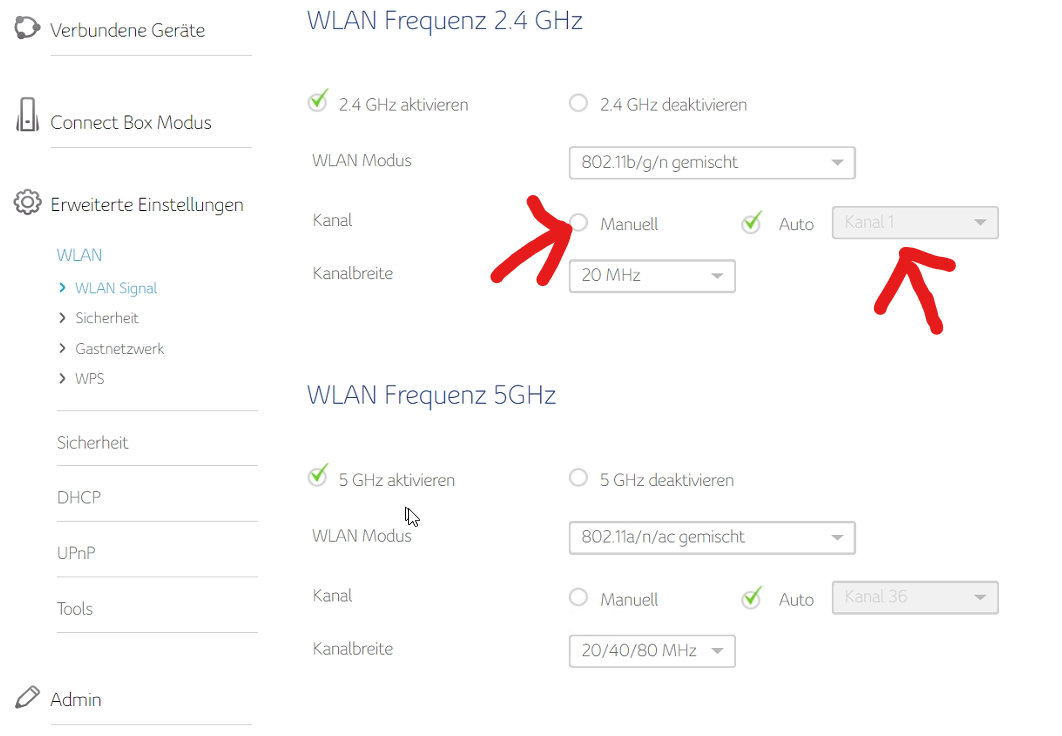 Verbundene Geräte
Connect Box Modus
Erweiterte Einstellungen
WLAN
WLAN Signal
Sicherheit
Gastnetzwerk
WPS
Sicherheit
DHCP
UPnP
Tools
Admin
WLAN Frequenz 2.4 GHz
2.4 GHz aktivieren 2.4 GHz deaktivieren
WLAN Modus 802.11b/g/n gemischt
Kanal Manuell Auto Kanal 1
Kanalbreite 20 MHz
WLAN Frequenz 5GHz
5 GHz aktivieren 5 GHz deaktivieren
WLAN Modus 802.11a/n/ac gemischt
Kanal Manuell Auto Kanal 36
Kanalbreite 20/40/80 MHz